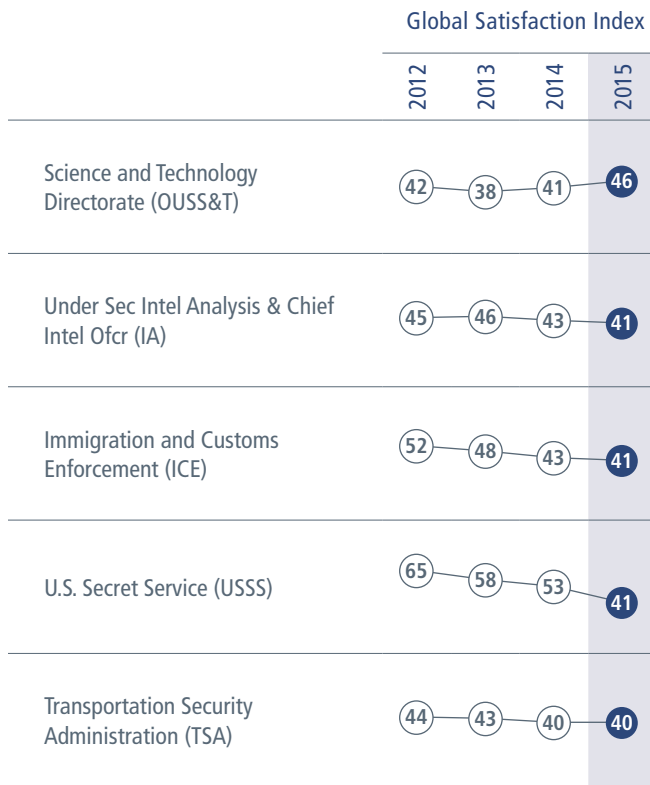 Global Satisfaction Index
2012 2013 2014 2015
Science and Technology
Directorate (OUSS&T)
42 38 41 46
Under Sec Intel Analysis & Chief
Intel Ofcr (IA)
45 46 43 41
Immigration and Customs
Enforcement (ICE)
52 48 43 41
U.S. Secret Service (USSS)
65 58 53 41
Transportation Security
Administration (TSA)
44 43 40 40